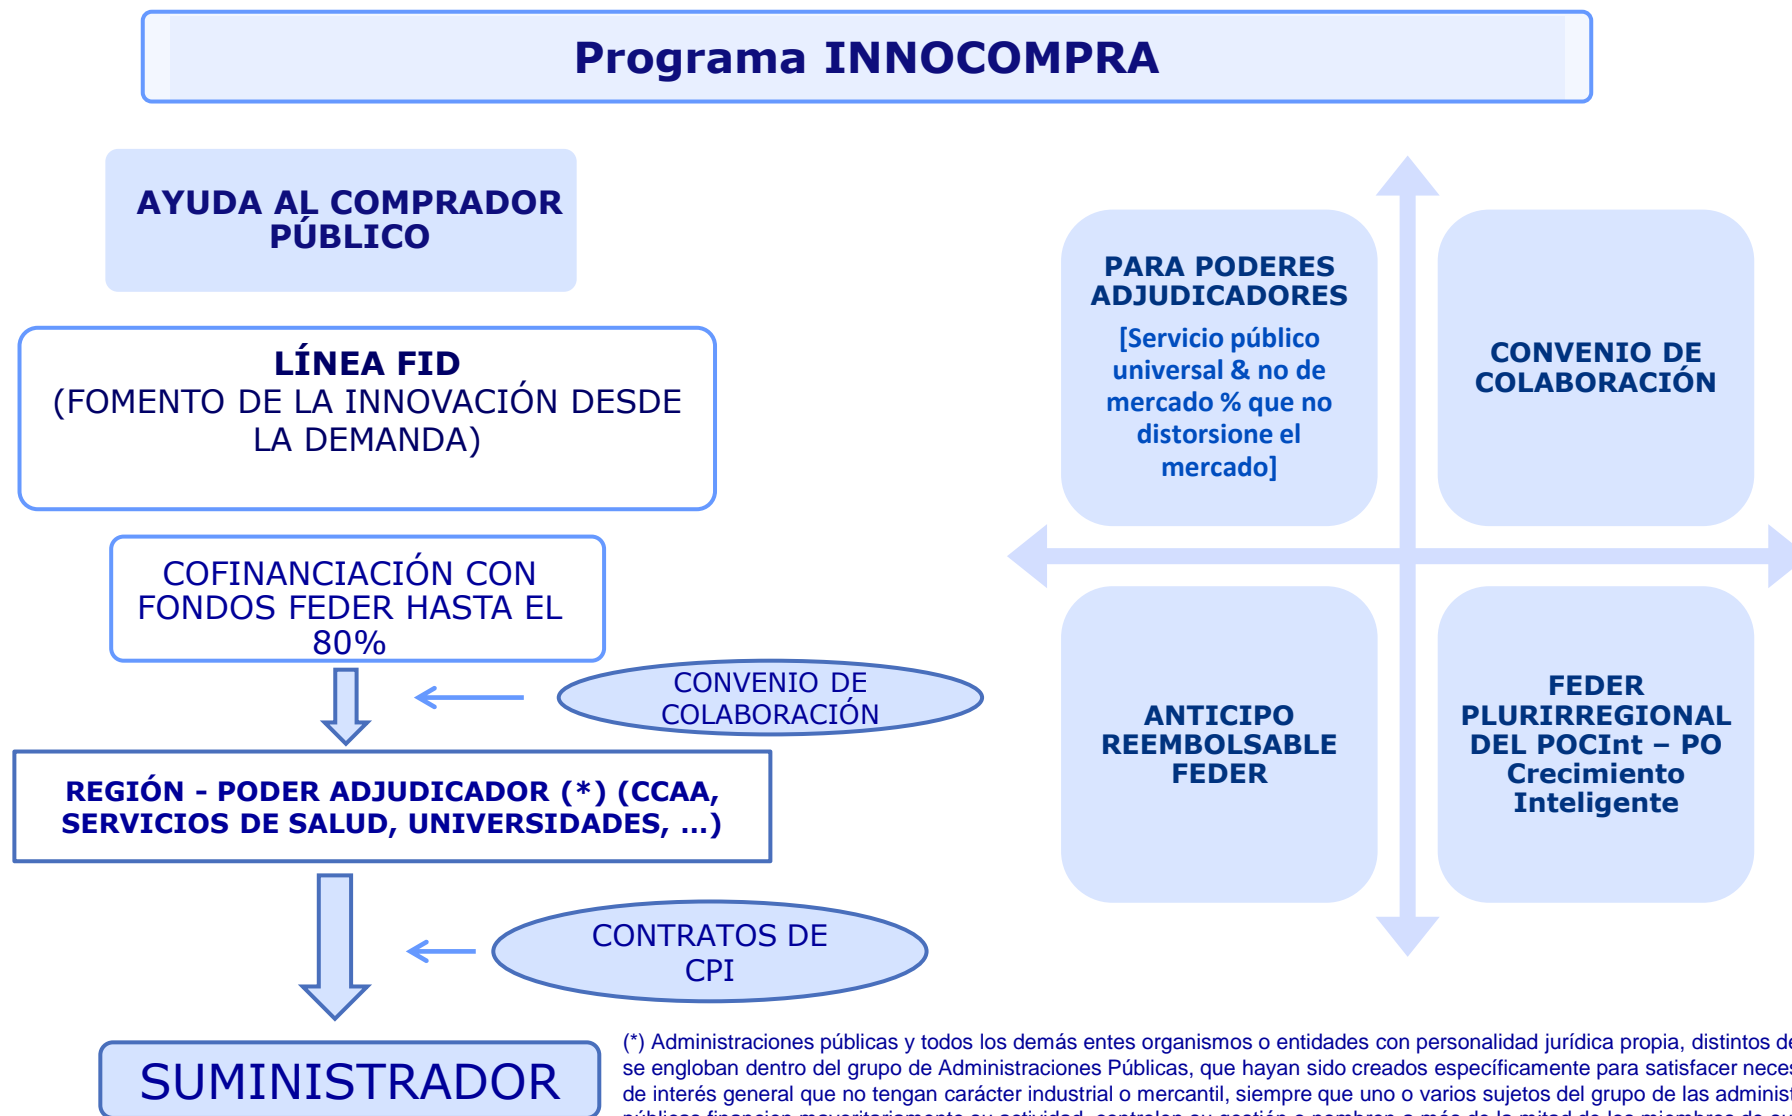 Programa INNOCOMPRA
AYUDA AL COMPRADOR
PÚBLICO
LÍNEA FID
(FOMENTO DE LA INNOVACIÓN DESDE
LA DEMANDA)
COFINANCIACIÓN CON
FONDOS FEDER HASTA EL
80%
CONVENIO DE
COLABORACIÓN
REGIÓN - PODER ADJUDICADOR (*) (CCAA,
SERVICIOS DE SALUD, UNIVERSIDADES, …)
CONTRATOS DE
CPI
SUMINISTRADOR
PARA PODERES
ADJUDICADORES
[Servicio público
universal & no de
mercado % que no
distorsione el
mercado]
CONVENIO DE
COLABORACIÓN
ANTICIPO
REEMBOLSABLE
FEDER
FEDER
PLURIRREGIONAL
DEL POCInt – PO
Crecimiento
Inteligente
(*) Administraciones públicas y todos los demás entes organismos o entidades con personalidad jurídica propia, distintos
se engloban dentro del grupo de Administraciones Públicas, que hayan sido creados específicamente para satisfacer
de interés general que no tengan carácter industrial o mercantil, siempre que uno o varios sujetos del grupo de las